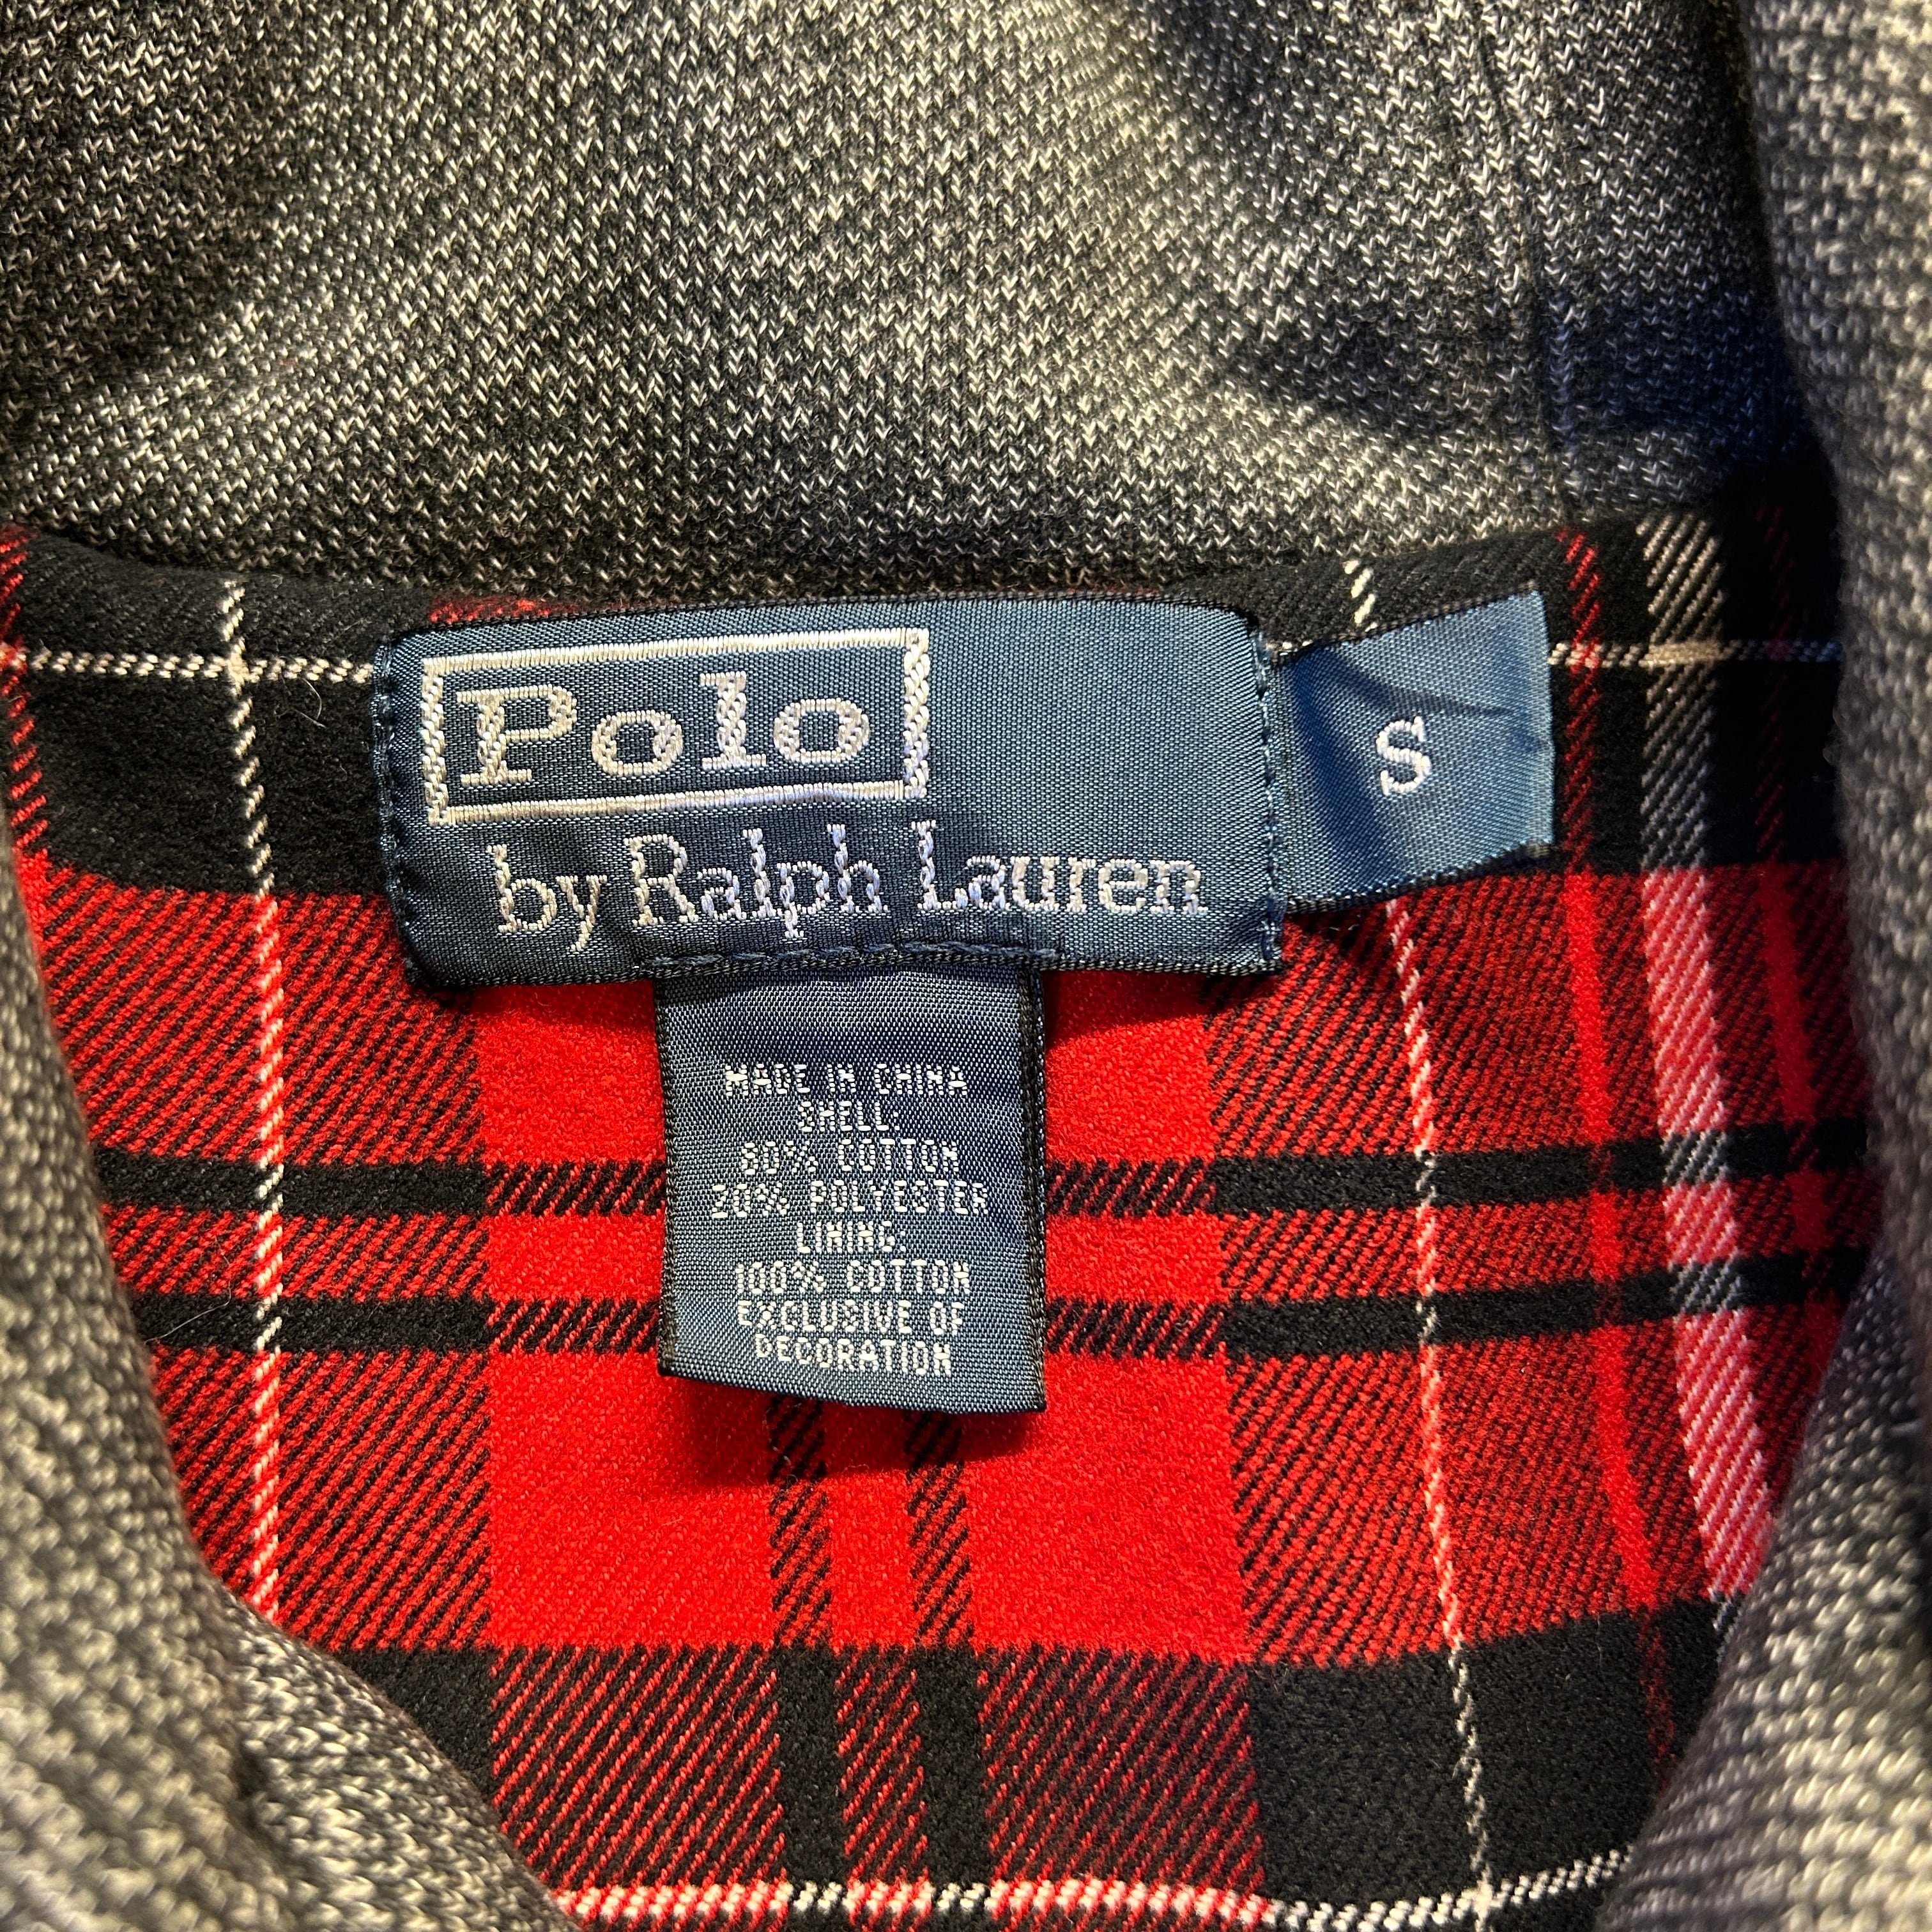 Polo
by Ralph Lauren
S
MADE IN CHINA
SHELL:
80% COTTON
20% POLYESTER
LINING:
100% COTTON
EXCLUSIVE OF
DECORATION